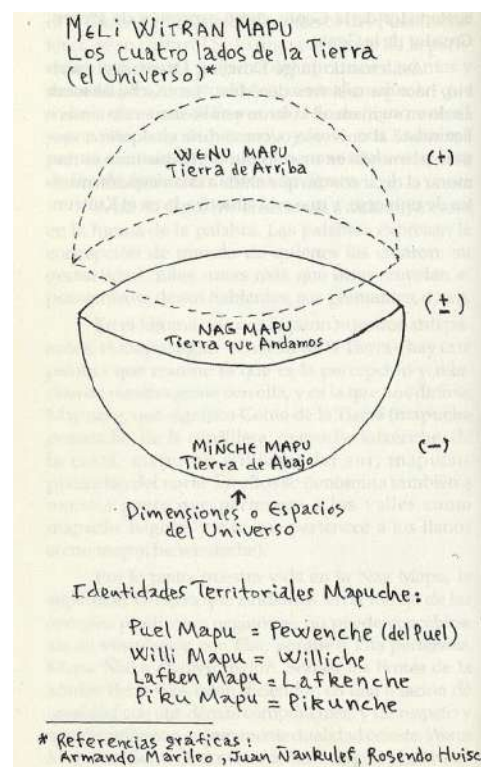 MELI WITRAN MAPU
Los cuatro lados de la Tierra
(el Universo)*
WENU MAPU
Tierra de Arriba
(+)
(±)
NAG MAPU
Tierra que Andamos
MIÑCHE MAPU
Tierra de Abajo
(-)
Dimensiones o Espacios
del Universo
Identidades Territoriales Mapuche:
Puel Mapu = Pewenche (del Puel)
Willi Mapu = Williche
Lafken Mapu = Lafkenche
Piku Mapu = Pikunche
* Referencias gráficas:
Armando Marileo, Juan Ñankulef, Rosendo Huisc